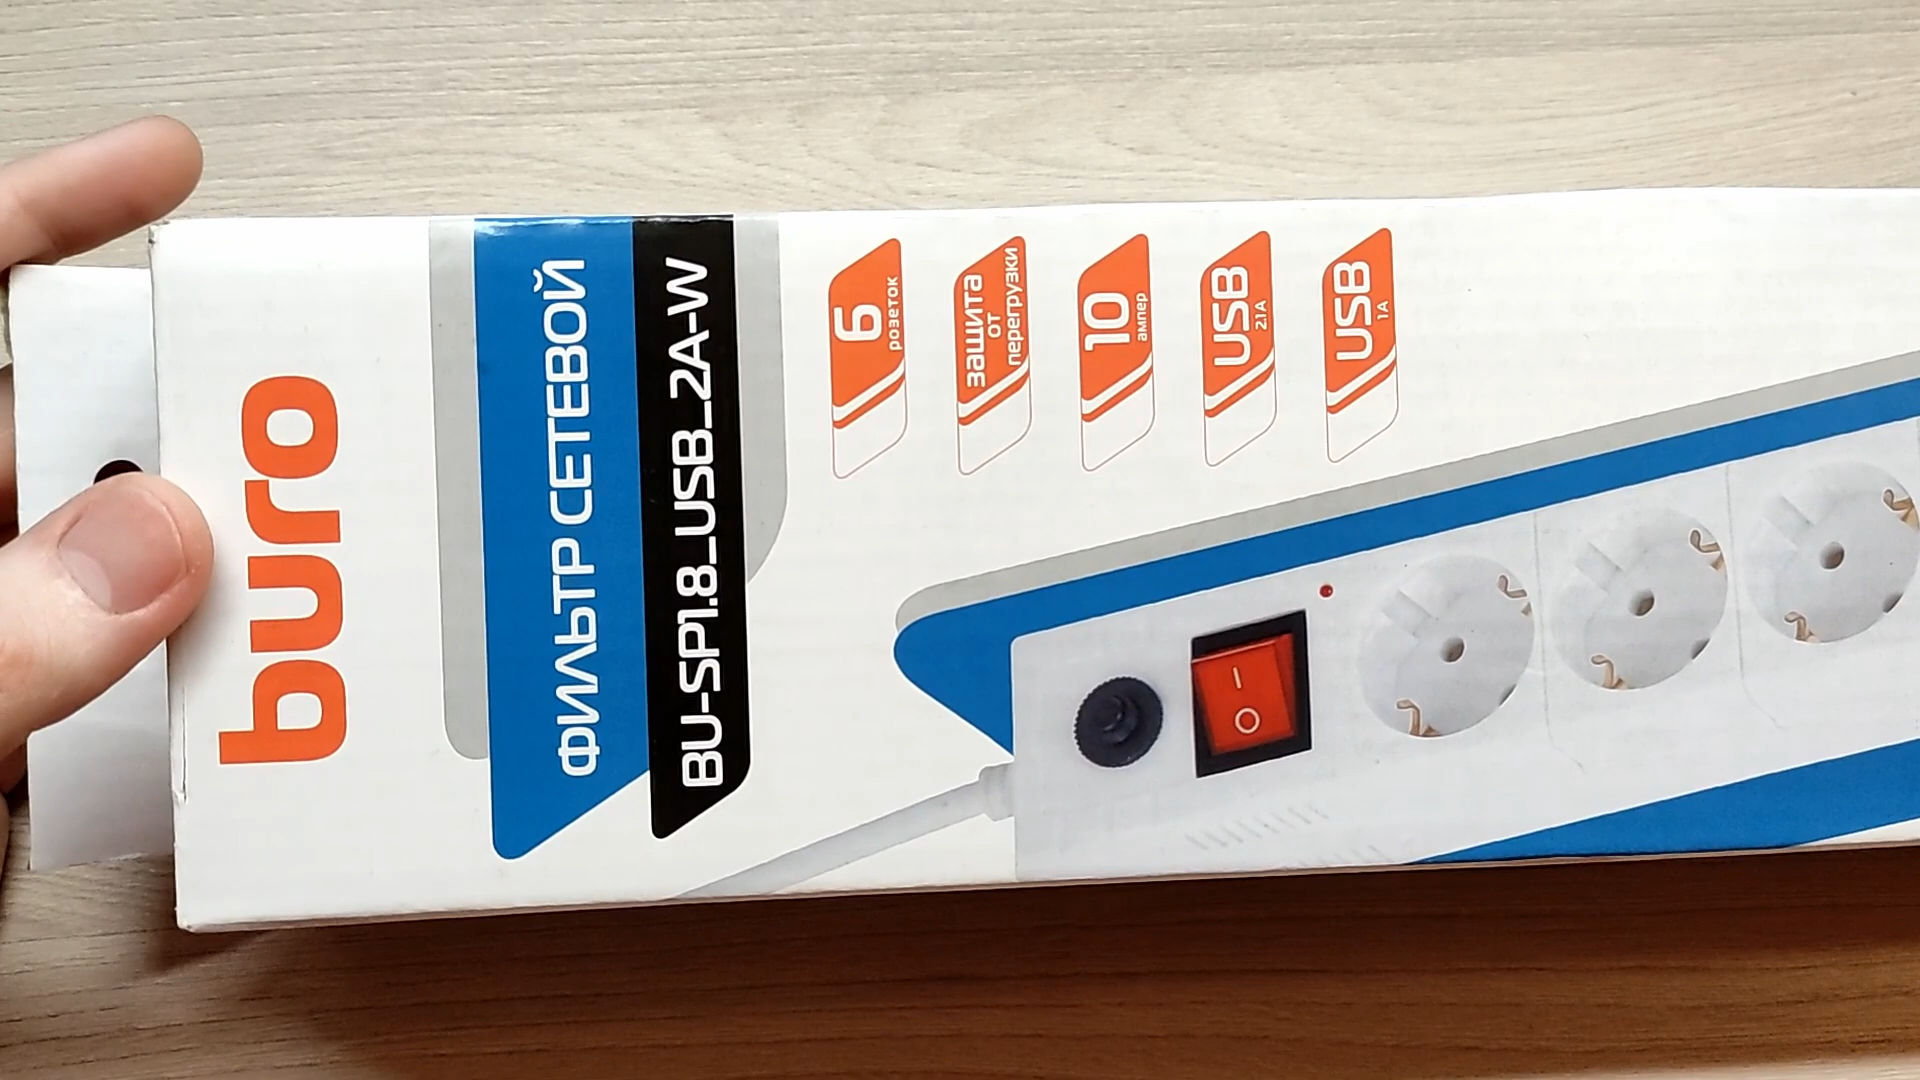 buro
ФИЛЬТР СЕТЕВОЙ
BU-SP1.8_USB_2A-W
6
розеток
защита
от
перегрузки
10
ампер
USB
2.1A
USB
1A